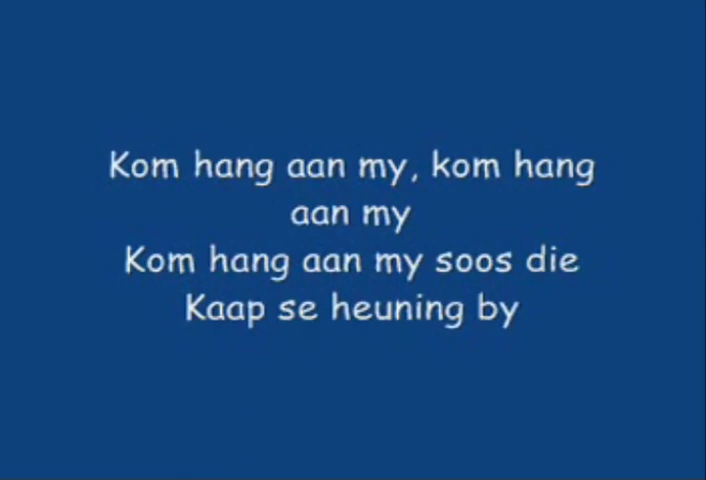 Kom hang aan my, kom hang
aan my
Kom hang aan my soos die
Kaap se heuning by